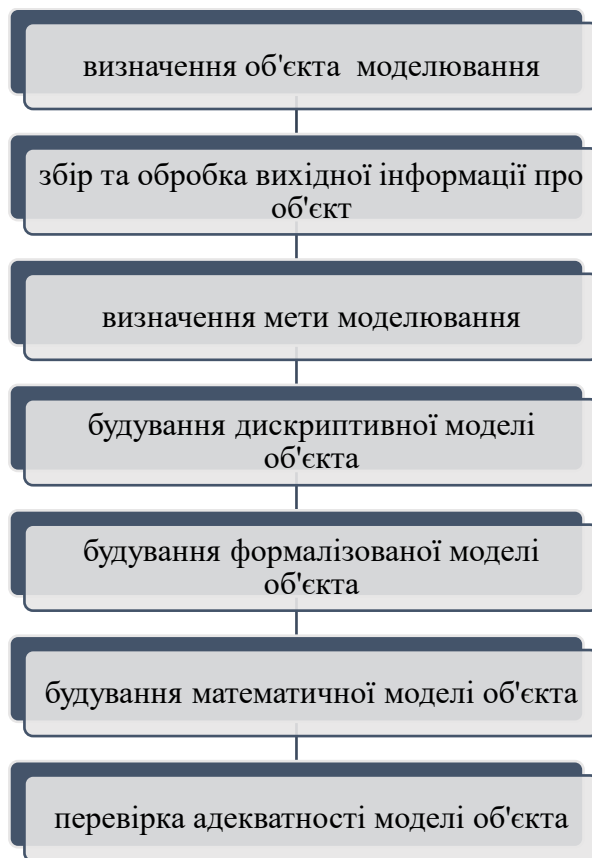 визначення об'єкта  моделювання
збір та обробка вихідної інформації про
об'єкт
визначення мети моделювання
будування дискриптивної моделі
об'єкта
будування формалізованої моделі
об'єкта
будування математичної моделі об'єкта
перевірка адекватності моделі об'єкта